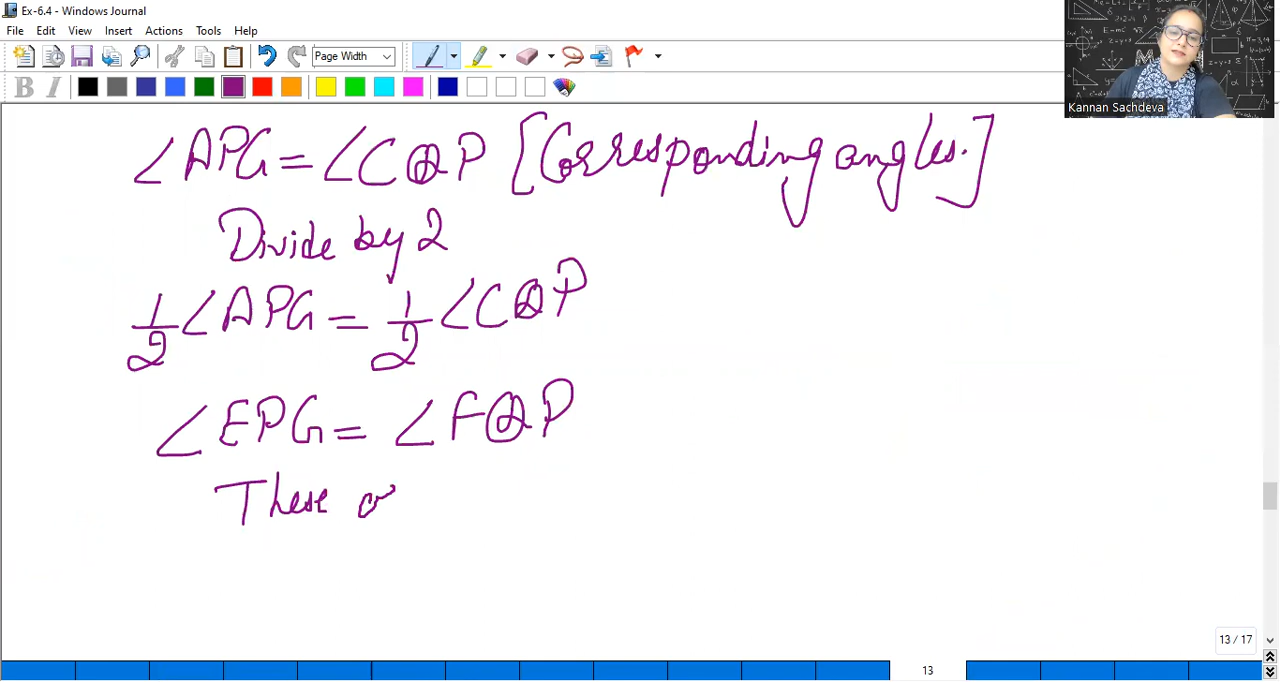 Ex-6.4 - Windows Journal
File Edit View Insert Actions Tools Help
Page Width
B I
Kannan Sachdeva
∠APG = ∠CQP [Corresponding angles.]
Divide by 2
1/2 ∠APG = 1/2 ∠CQP
∠EPG = ∠FQP
These
13 / 17
13